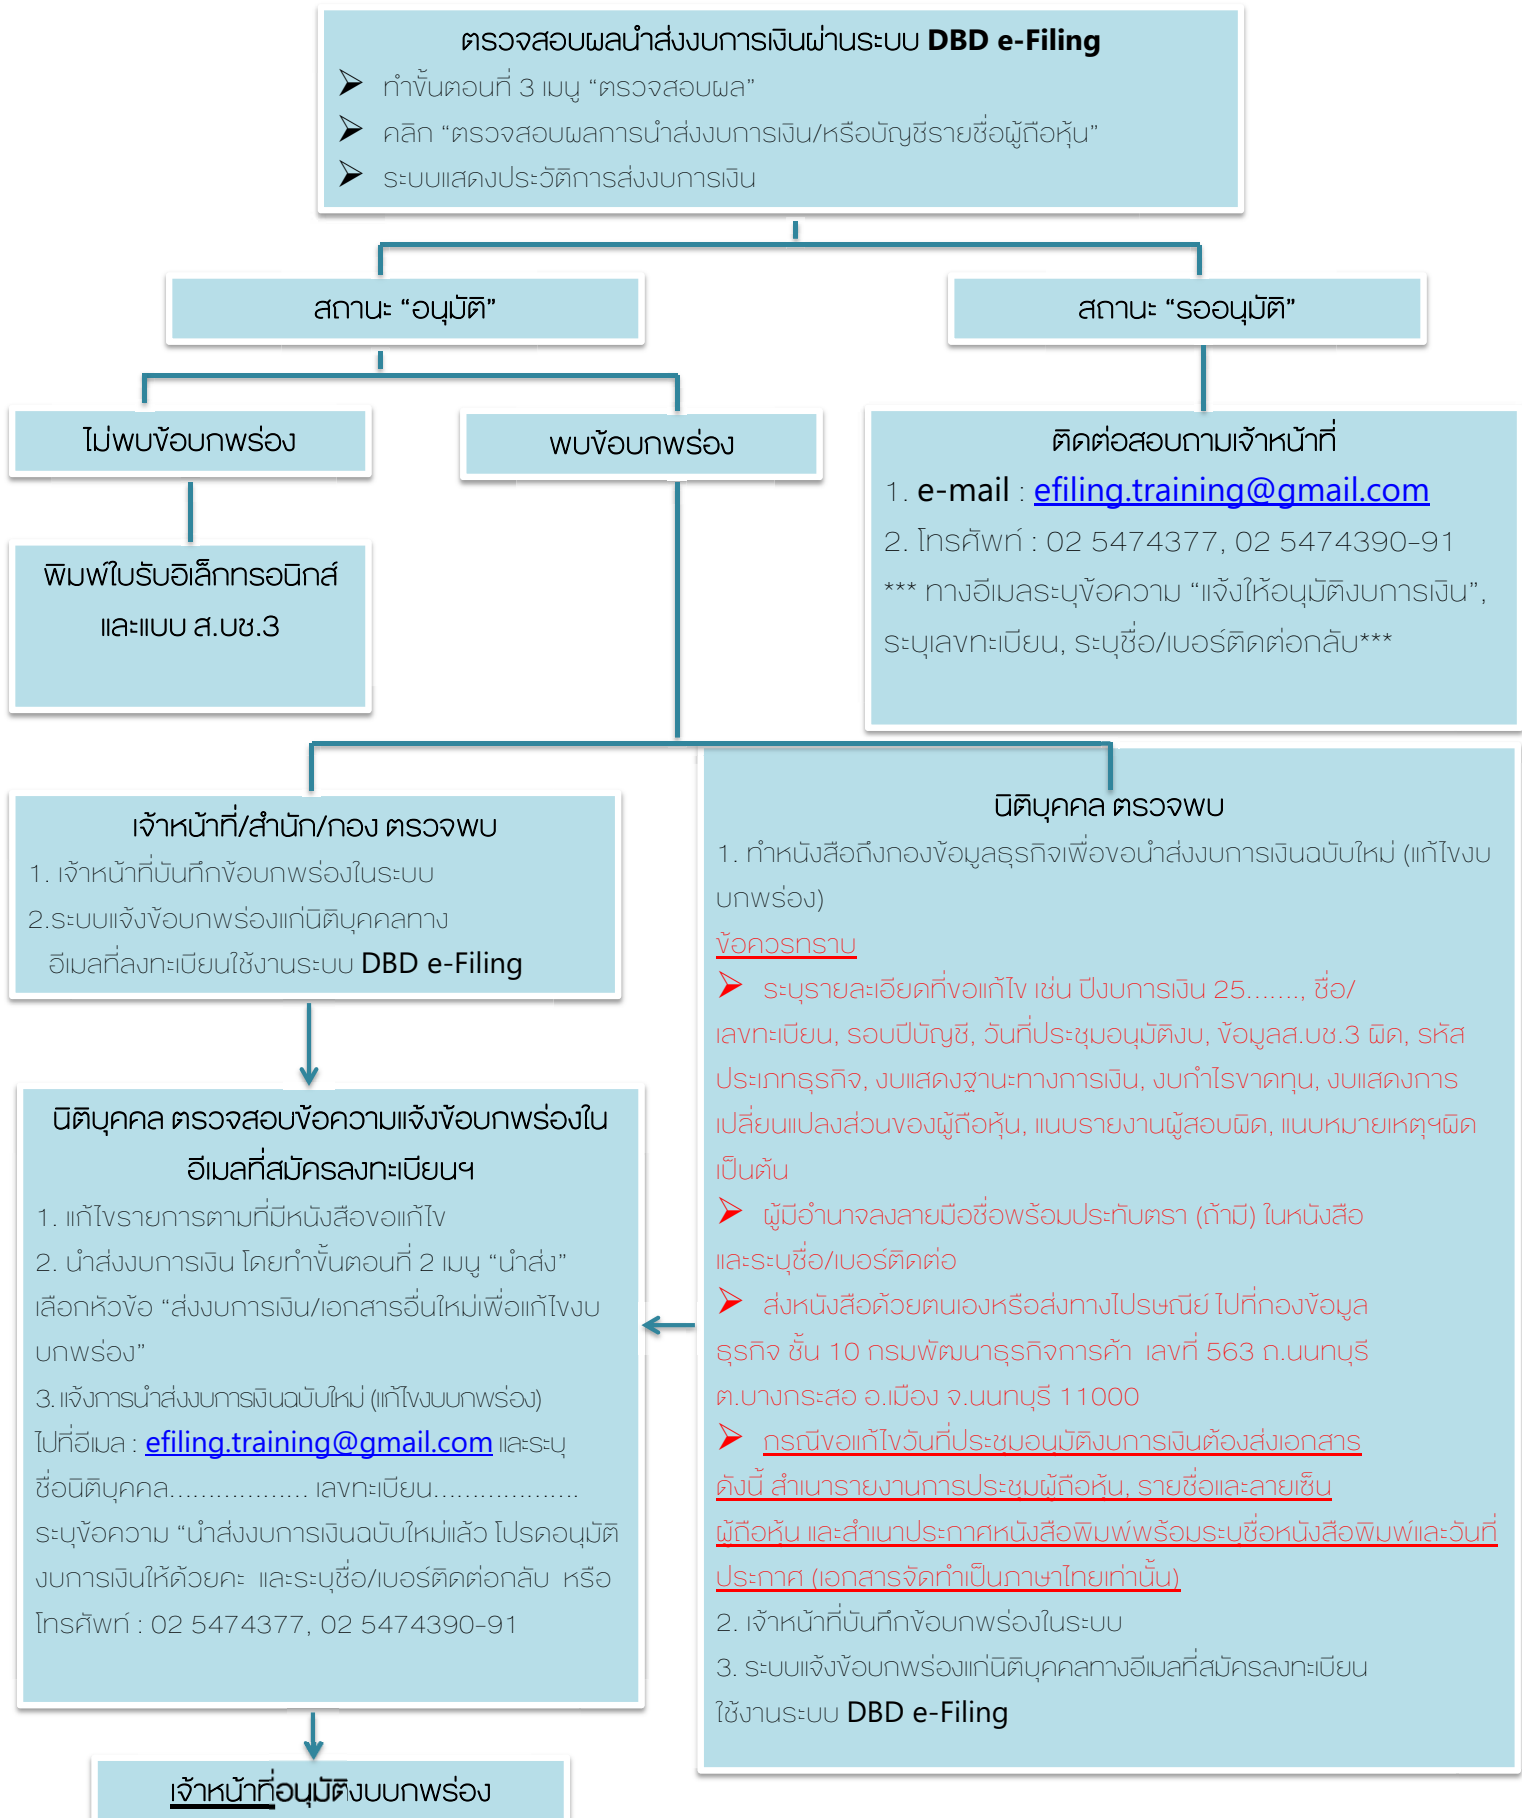 ตรวจสอบผลนำส่งงบการเงินผ่านระบบ DBD e-Filing
➢ ทำขั้นตอนที่ 3 เมนู “ตรวจสอบผล”
➢ คลิก “ตรวจสอบผลการนำส่งงบการเงิน/หรือบัญชีรายชื่อผู้ถือหุ้น”
➢ ระบบแสดงประวัติการส่งงบการเงิน
สถานะ “อนุมัติ”
สถานะ “รออนุมัติ”
ไม่พบข้อบกพร่อง
พบข้อบกพร่อง
พิมพ์ใบรับอิเล็กทรอนิกส์
และแบบ ส.บช.3
ติดต่อสอบถามเจ้าหน้าที่
1. e-mail : efiling.training@gmail.com
2. โทรศัพท์ : 02 5474377, 02 5474390-91
*** ทางอีเมลระบุข้อความ “แจ้งให้อนุมัติงบการเงิน”,
ระบุเลขทะเบียน, ระบุชื่อ/เบอร์ติดต่อกลับ***
เจ้าหน้าที่/สำนัก/กอง ตรวจพบ
1. เจ้าหน้าที่บันทึกข้อบกพร่องในระบบ
2.ระบบแจ้งข้อบกพร่องแก่นิติบุคคลทาง
อีเมลที่ลงทะเบียนใช้งานระบบ DBD e-Filing
นิติบุคคล ตรวจสอบข้อความแจ้งข้อบกพร่องใน
อีเมลที่สมัครลงทะเบียนฯ
1. แก้ไขรายการตามที่มีหนังสือขอแก้ไข
2. นำส่งงบการเงิน โดยทำขั้นตอนที่ 2 เมนู “นำส่ง”
เลือกหัวข้อ “ส่งงบการเงิน/เอกสารอื่นใหม่เพื่อแก้ไขงบ
บกพร่อง”
3. แจ้งการนำส่งงบการเงินฉบับใหม่ (แก้ไขงบบกพร่อง)
ไปที่อีเมล : efiling.training@gmail.com และระบุ
ชื่อนิติบุคคล.................. เลขทะเบียน...................
ระบุข้อความ “นำส่งงบการเงินฉบับใหม่แล้ว โปรดอนุมัติ
งบการเงินให้ด้วยคะ และระบุชื่อ/เบอร์ติดต่อกลับ หรือ
โทรศัพท์ : 02 5474377, 02 5474390-91
เจ้าหน้าที่อนุมัติงบบกพร่อง
นิติบุคคล ตรวจพบ
1. ทำหนังสือถึงกองข้อมูลธุรกิจเพื่อขอนำส่งงบการเงินฉบับใหม่ (แก้ไขงบ
บกพร่อง)
ข้อควรทราบ
➢ ระบุรายละเอียดที่ขอแก้ไข เช่น ปีงบการเงิน 25......., ชื่อ/
เลขทะเบียน, รอบปีบัญชี, วันที่ประชุมอนุมัติงบ, ข้อมูลส.บช.3 ผิด, รหัส
ประเภทธุรกิจ, งบแสดงฐานะทางการเงิน, งบกำไรขาดทุน, งบแสดงการ
เปลี่ยนแปลงส่วนของผู้ถือหุ้น, แนบรายงานผู้สอบผิด, แนบหมายเหตุฯผิด
เป็นต้น
➢ ผู้มีอำนาจลงลายมือชื่อพร้อมประทับตรา (ถ้ามี) ในหนังสือ
และระบุชื่อ/เบอร์ติดต่อ
➢ ส่งหนังสือด้วยตนเองหรือส่งทางไปรษณีย์ ไปที่กองข้อมูล
ธุรกิจ ชั้น 10 กรมพัฒนาธุรกิจการค้า เลขที่ 563 ถ.นนทบุรี
ต.บางกระสอ อ.เมือง จ.นนทบุรี 11000
➢ กรณีขอแก้ไขวันที่ประชุมอนุมัติงบการเงินต้องส่งเอกสาร
ดังนี้ สำเนารายงานการประชุมผู้ถือหุ้น, รายชื่อและลายเซ็น
ผู้ถือหุ้น และสำเนาประกาศหนังสือพิมพ์พร้อมระบุชื่อหนังสือพิมพ์และวันที่
ประกาศ (เอกสารจัดทำเป็นภาษาไทยเท่านั้น)
2. เจ้าหน้าที่บันทึกข้อบกพร่องในระบบ
3. ระบบแจ้งข้อบกพร่องแก่นิติบุคคลทางอีเมลที่สมัครลงทะเบียน
ใช้งานระบบ DBD e-Filing